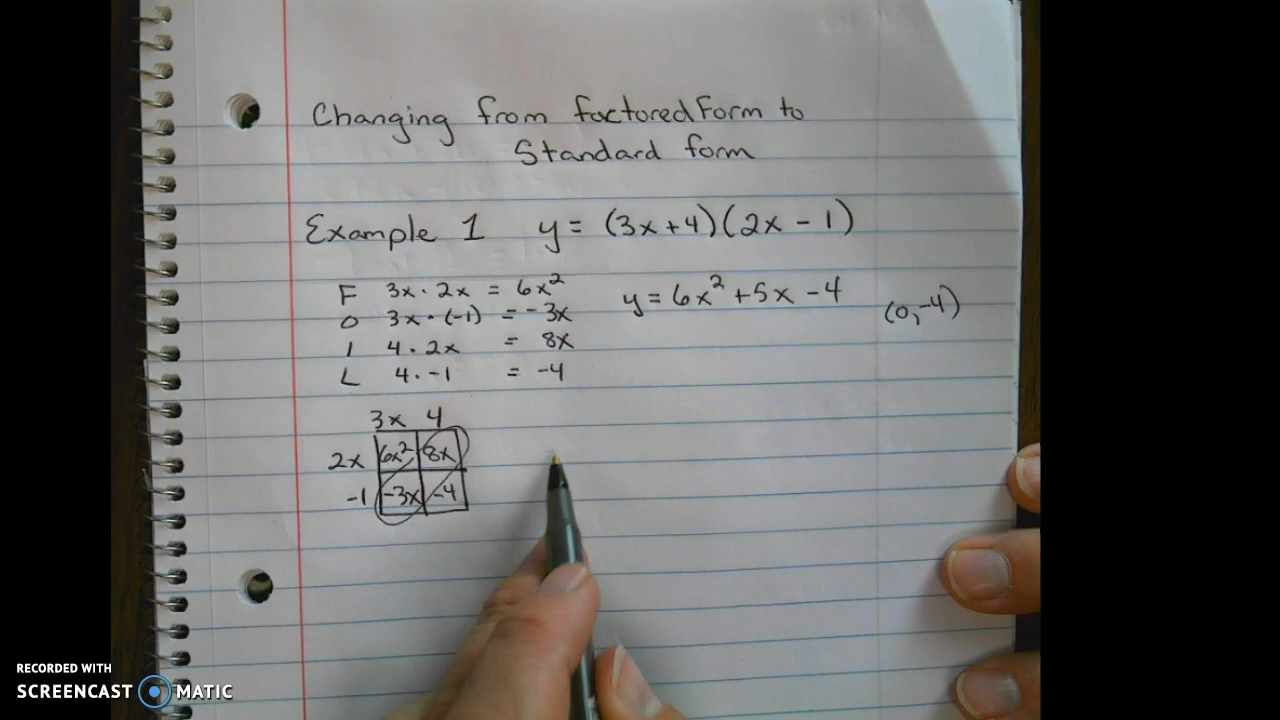 Changing from factored Form to
Standard form
Example 1 y = (3x+4)(2x - 1)
F 3x · 2x = 6x² y = 6x² + 5x - 4 (0,-4)
O 3x · (-1) = -3x
I 4 · 2x = 8x
L 4 · -1 = -4
3x 4
2x 6x² 8x
-1 -3x -4
RECORDED WITH
SCREENCAST MATIC